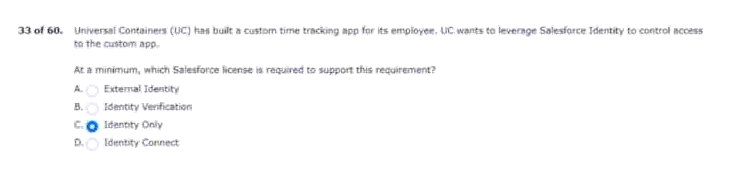 33 of 60. Universal Containers (UC) has built a custom time tracking app for its employee. UC wants to leverage Salesforce Identity to control access
to the custom app.
At a minimum, which Salesforce license is required to support this requirement?
A. External Identity
B. Identity Verification
C. Identity Only
D. Identity Connect